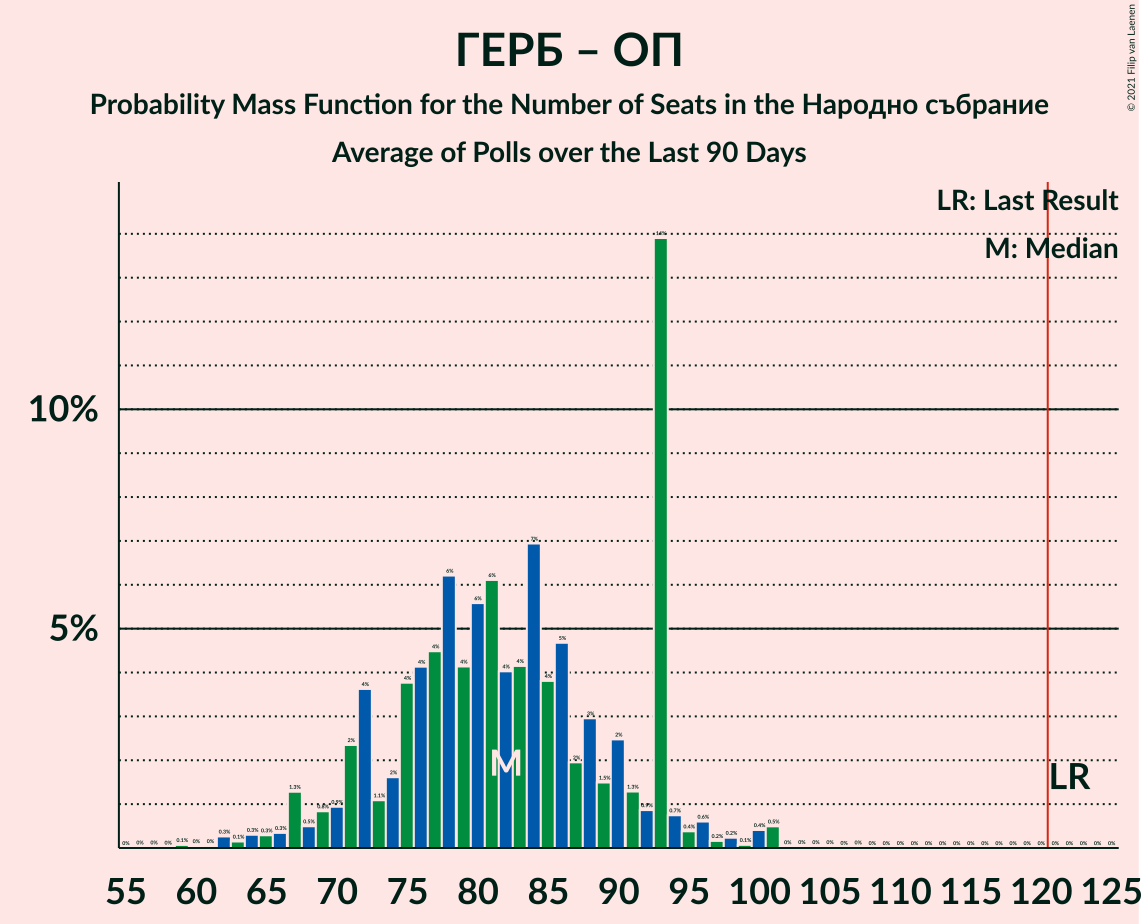 ГЕРБ – ОП
Probability Mass Function for the Number of Seats in the Народно събрание
Average of Polls over the Last 90 Days
© 2021 Filip van Laenen
LR: Last Result
M: Median
10%
5%
M
LR
55 60 65 70 75 80 85 90 95 100 105 110 115 120 125